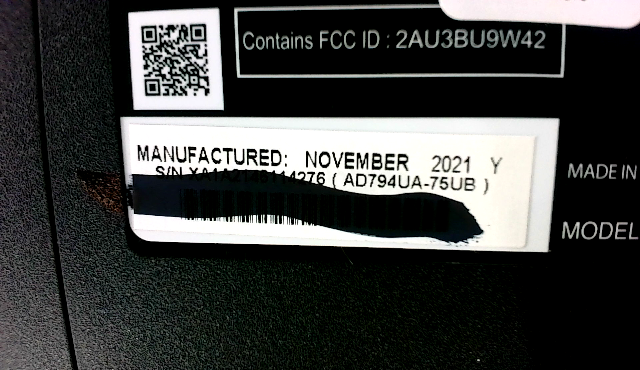 Contains FCC ID : 2AU3BU9W42
MANUFACTURED: NOVEMBER 2021 Y
S/N ( AD794UA-75UB )
MADE IN
MODEL